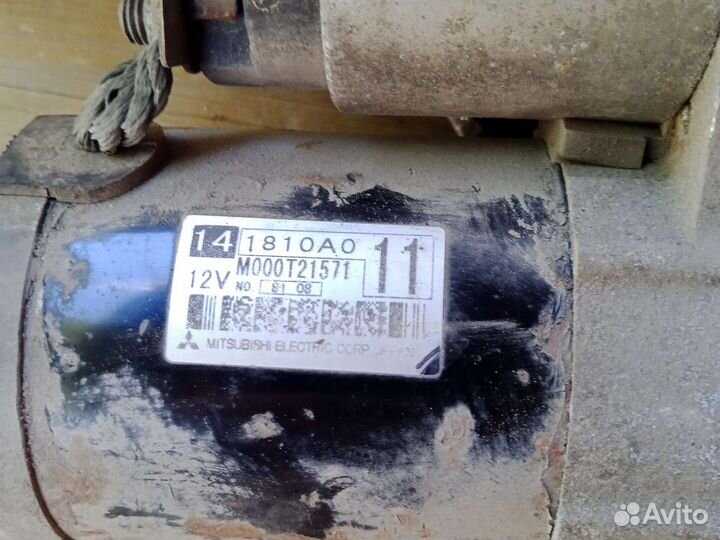 14 1810A0 11
12V M000T21571
NO. 81 08
MITSUBISHI ELECTRIC CORP. JAPAN
Avito